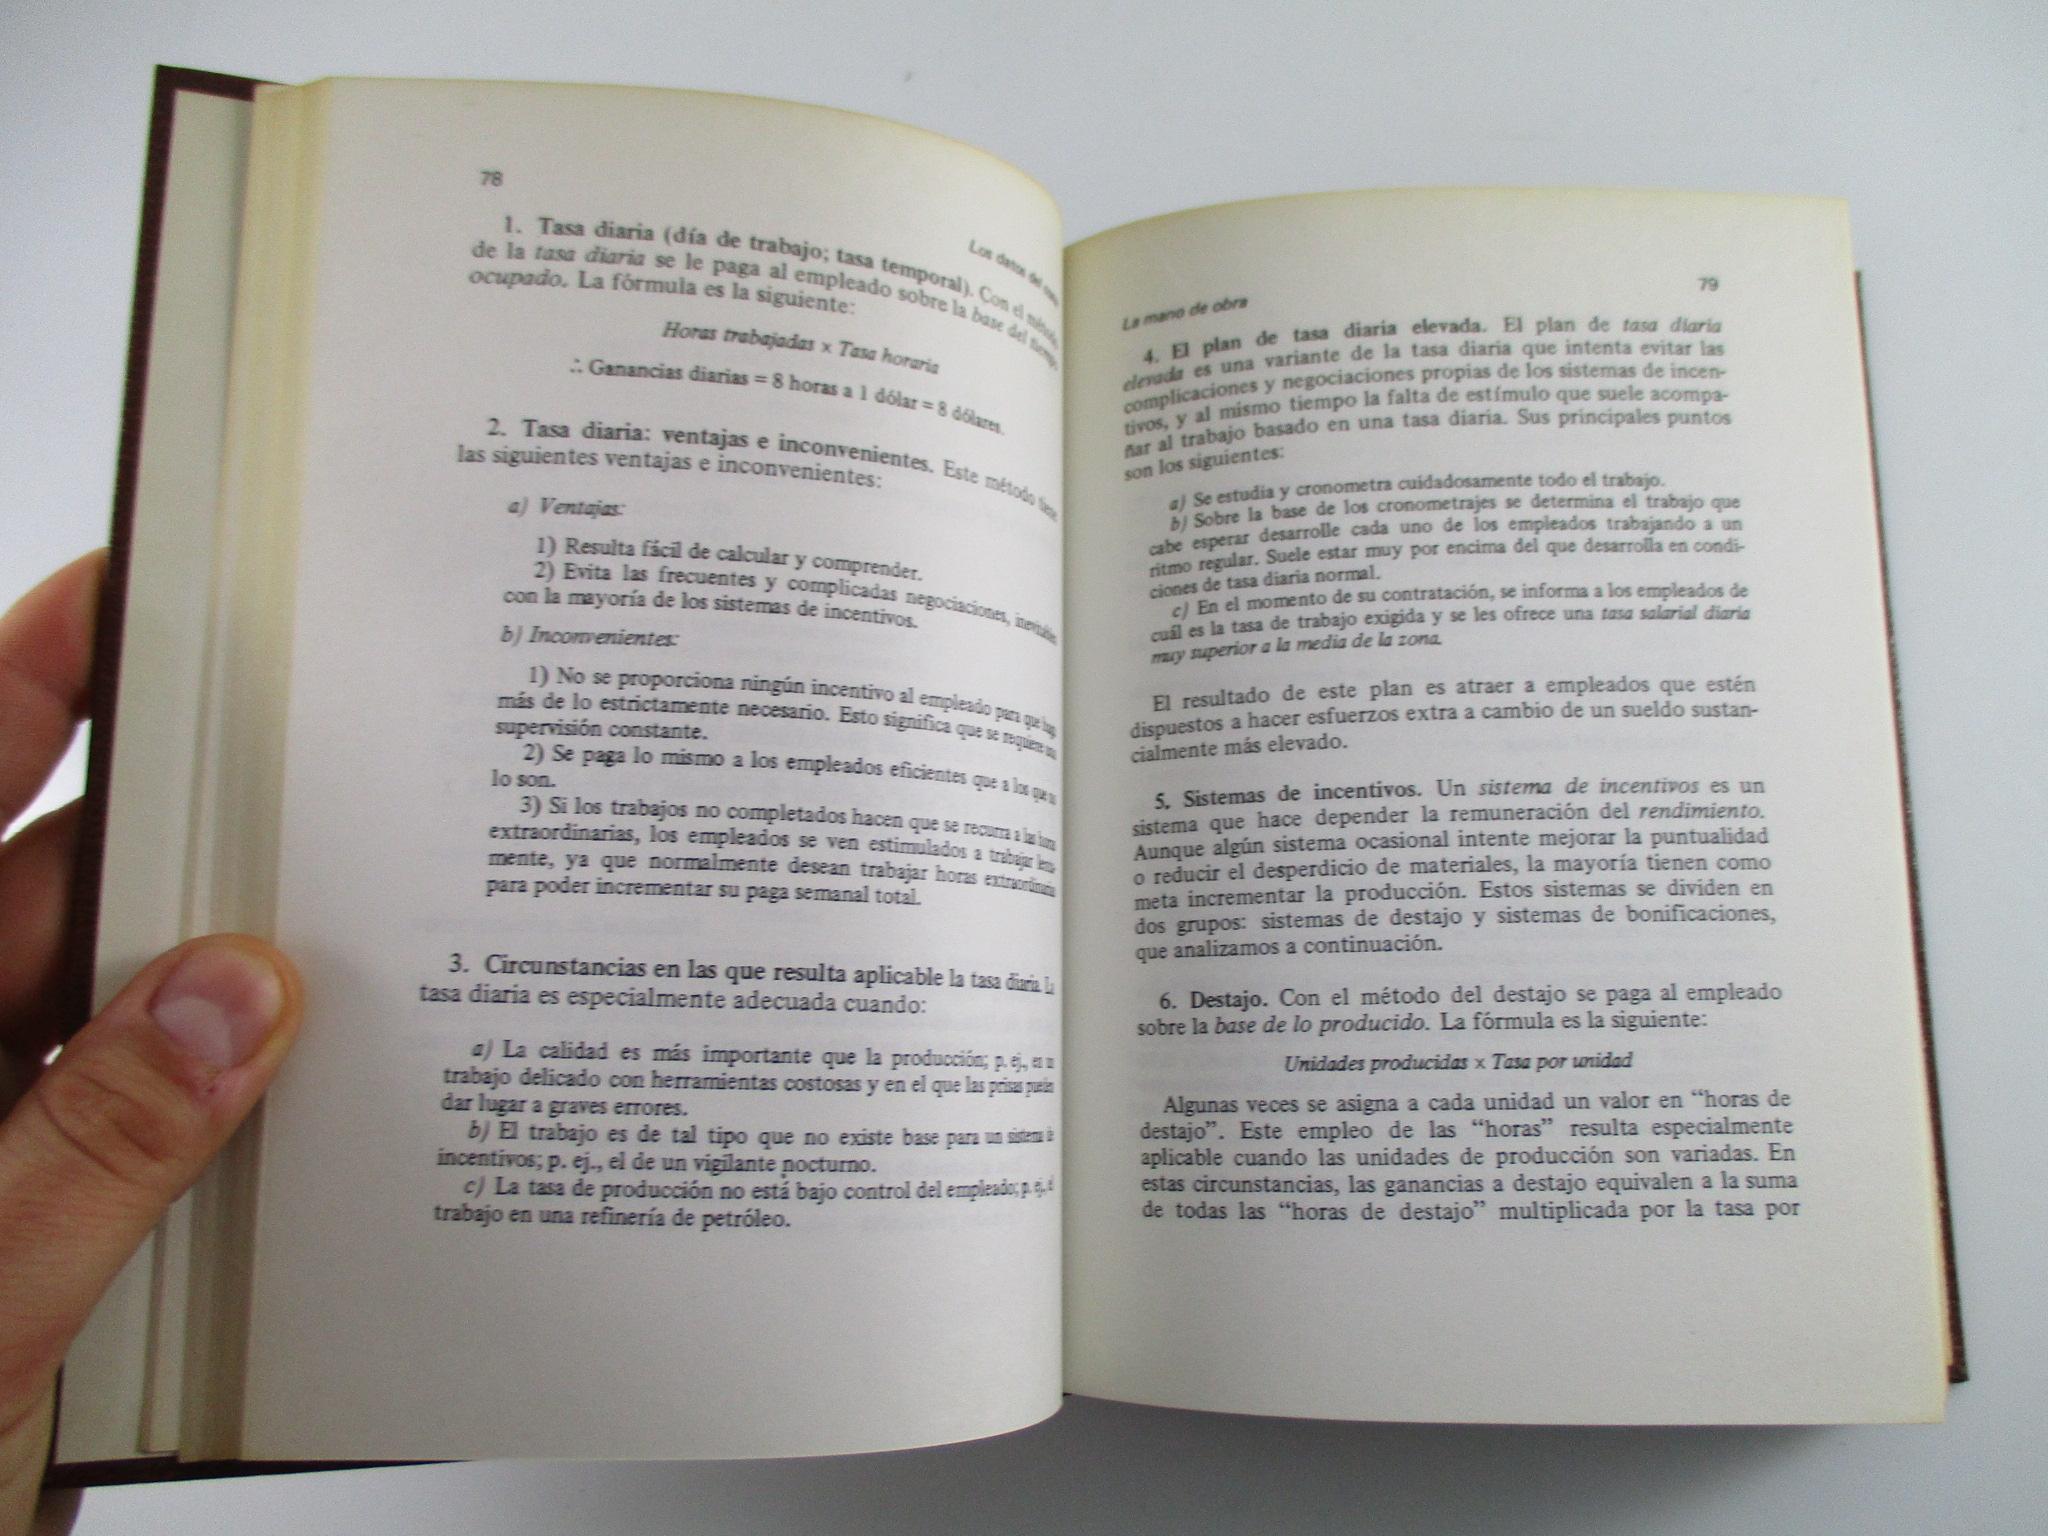 78
Los datos del
1. Tasa diaria (día de trabajo; tasa temporal). Con el método
de la tasa diaria se le paga al empleado sobre la base del tiempo
ocupado. La fórmula es la siguiente:
Horas trabajadas × Tasa horaria
∴ Ganancias diarias = 8 horas a 1 dólar = 8 dólares.
2. Tasa diaria: ventajas e inconvenientes. Este método tiene
las siguientes ventajas e inconvenientes:
a) Ventajas:
1) Resulta fácil de calcular y comprender.
2) Evita las frecuentes y complicadas negociaciones, inevitables
con la mayoría de los sistemas de incentivos.
b) Inconvenientes:
1) No se proporciona ningún incentivo al empleado para que haga
más de lo estrictamente necesario. Esto significa que se requiere una
supervisión constante.
2) Se paga lo mismo a los empleados eficientes que a los que no
lo son.
3) Si los trabajos no completados hacen que se recurra a las horas
extraordinarias, los empleados se ven estimulados a trabajar lenta-
mente, ya que normalmente desean trabajar horas extraordinarias
para poder incrementar su paga semanal total.
3. Circunstancias en las que resulta aplicable la tasa diaria. La
tasa diaria es especialmente adecuada cuando:
a) La calidad es más importante que la producción; p. ej., en un
trabajo delicado con herramientas costosas y en el que las prisas puedan
dar lugar a graves errores.
b) El trabajo es de tal tipo que no existe base para un sistema de
incentivos; p. ej., el de un vigilante nocturno.
c) La tasa de producción no está bajo control del empleado; p. ej., el
trabajo en una refinería de petróleo.
La mano de obra
79
4. El plan de tasa diaria elevada. El plan de tasa diaria
elevada es una variante de la tasa diaria que intenta evitar las
complicaciones y negociaciones propias de los sistemas de incen-
tivos, y al mismo tiempo la falta de estímulo que suele acompa-
ñar al trabajo basado en una tasa diaria. Sus principales puntos
son los siguientes:
a) Se estudia y cronometra cuidadosamente todo el trabajo.
b) Sobre la base de los cronometrajes se determina el trabajo que
cabe esperar desarrolle cada uno de los empleados trabajando a un
ritmo regular. Suele estar muy por encima del que desarrolla en condi-
ciones de tasa diaria normal.
c) En el momento de su contratación, se informa a los empleados de
cuál es la tasa de trabajo exigida y se les ofrece una tasa salarial diaria
muy superior a la media de la zona.
El resultado de este plan es atraer a empleados que estén
dispuestos a hacer esfuerzos extra a cambio de un sueldo sustan-
cialmente más elevado.
5. Sistemas de incentivos. Un sistema de incentivos es un
sistema que hace depender la remuneración del rendimiento.
Aunque algún sistema ocasional intente mejorar la puntualidad
o reducir el desperdicio de materiales, la mayoría tienen como
meta incrementar la producción. Estos sistemas se dividen en
dos grupos: sistemas de destajo y sistemas de bonificaciones,
que analizamos a continuación.
6. Destajo. Con el método del destajo se paga al empleado
sobre la base de lo producido. La fórmula es la siguiente:
Unidades producidas × Tasa por unidad
Algunas veces se asigna a cada unidad un valor en “horas de
destajo”. Este empleo de las “horas” resulta especialmente
aplicable cuando las unidades de producción son variadas. En
estas circunstancias, las ganancias a destajo equivalen a la suma
de todas las “horas de destajo” multiplicada por la tasa por